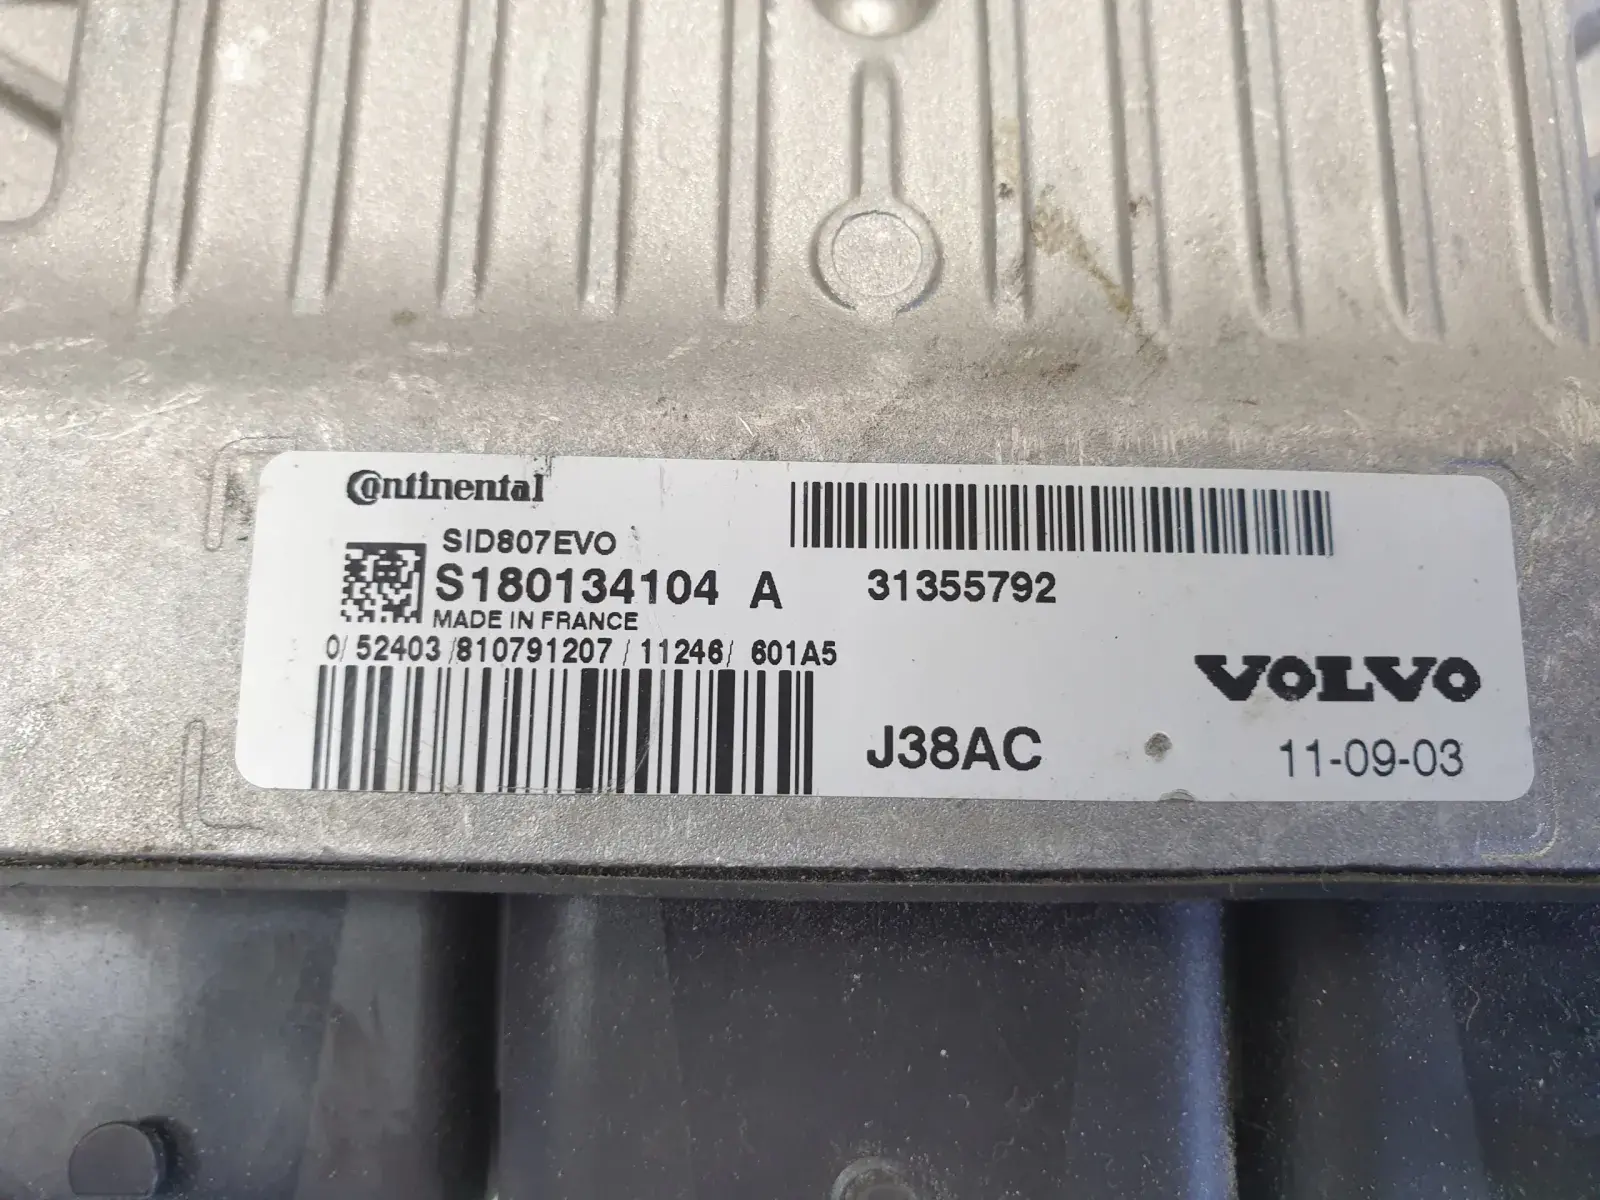 Continental
SID807EVO
S180134104 A
MADE IN FRANCE
0/ 52403 /810791207 / 11246/ 601A5
31355792
VOLVO
J38AC
11-09-03